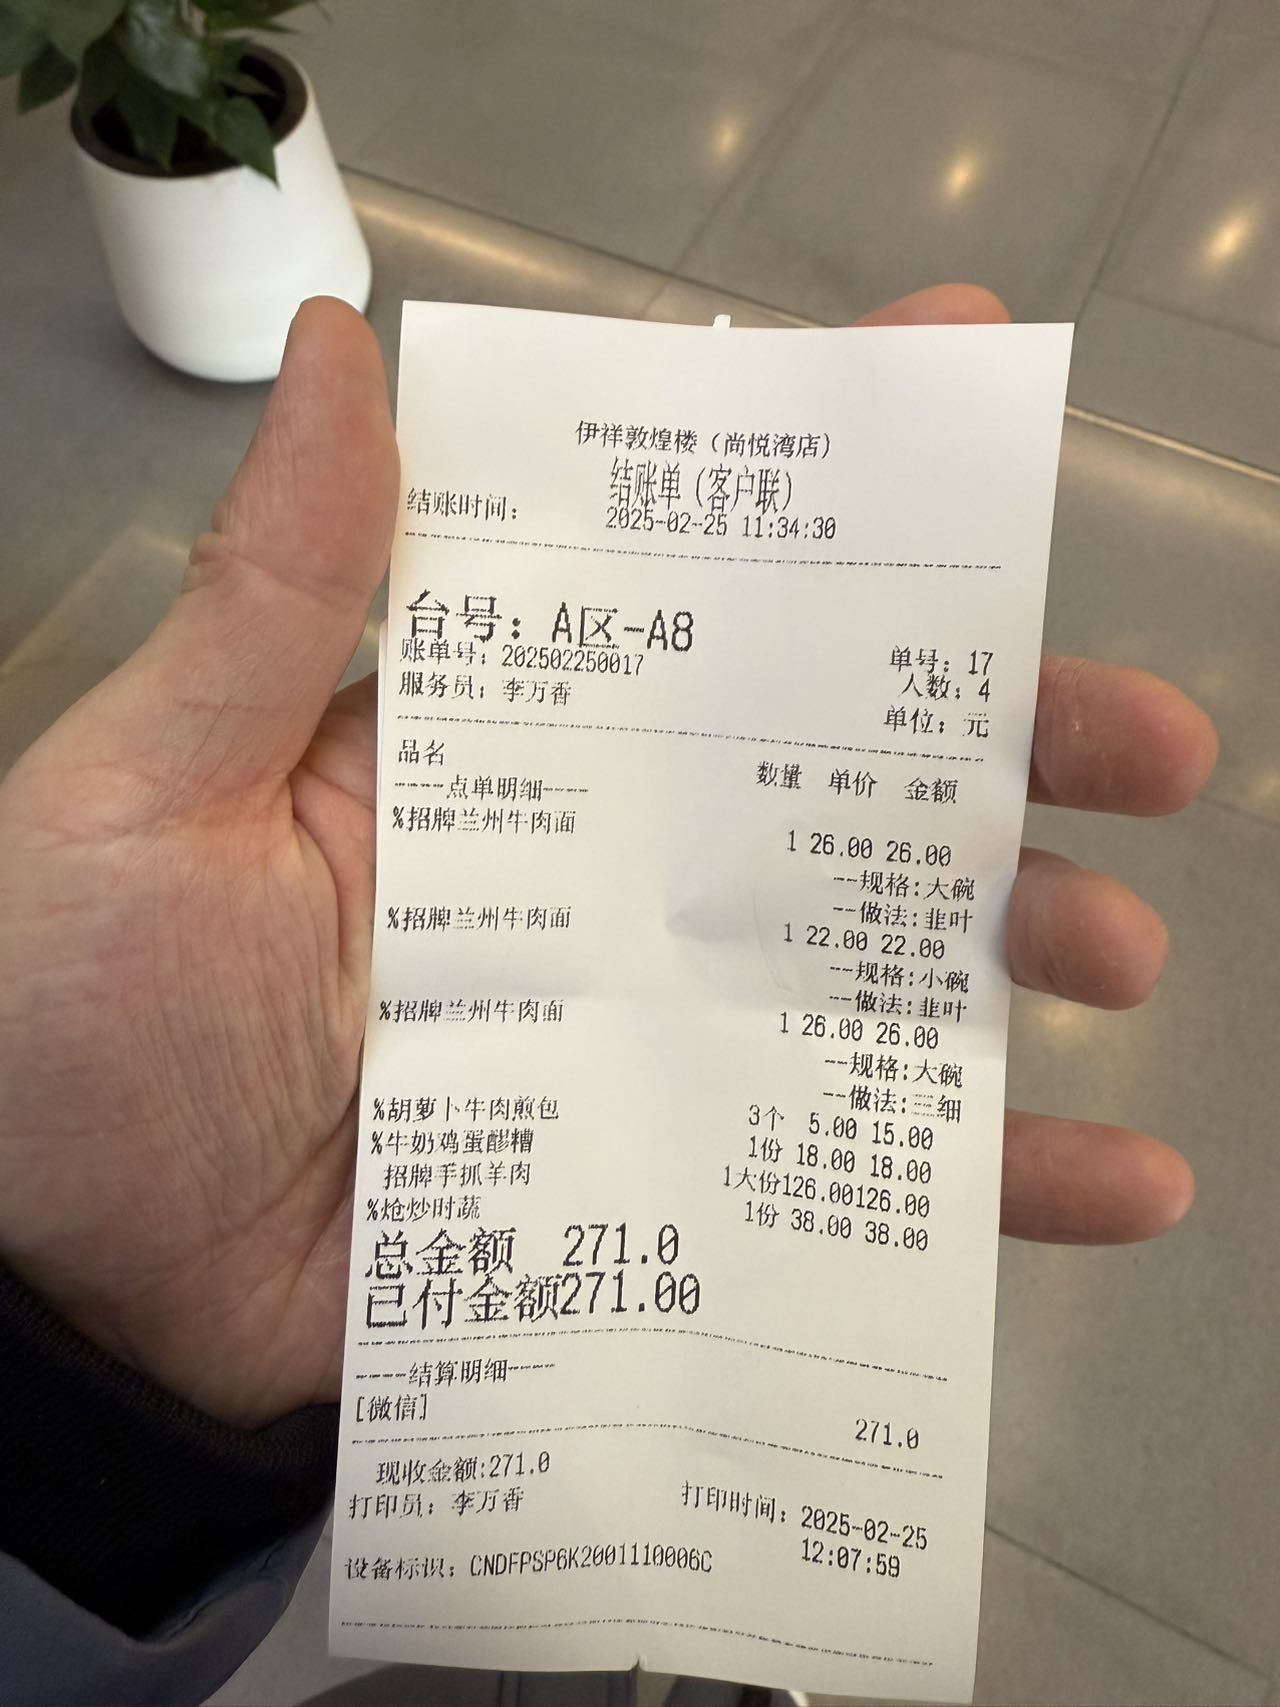 伊祥敦煌楼（尚悦湾店）
结账单（客户联）
结账时间： 2025-02-25 11:34:30
台号：A区-A8
账单号：202502250017 单号：17
服务员：李万香 人数：4
单位：元
品名 数量 单价 金额
点单明细
%招牌兰州牛肉面
1 26.00 26.00
--规格:大碗
--做法:韭叶
%招牌兰州牛肉面
1 22.00 22.00
--规格:小碗
--做法:韭叶
%招牌兰州牛肉面
1 26.00 26.00
--规格:大碗
--做法:三细
%胡萝卜牛肉煎包 3个 5.00 15.00
%牛奶鸡蛋醪糟 1份 18.00 18.00
招牌手抓羊肉 1大份126.00126.00
%炝炒时蔬 1份 38.00 38.00
总金额 271.0
已付金额271.00
结算明细
[微信] 271.0
现收金额:271.0
打印员：李万香 打印时间：2025-02-25
12:07:59
设备标识：CNDFPSP6K2001110006C